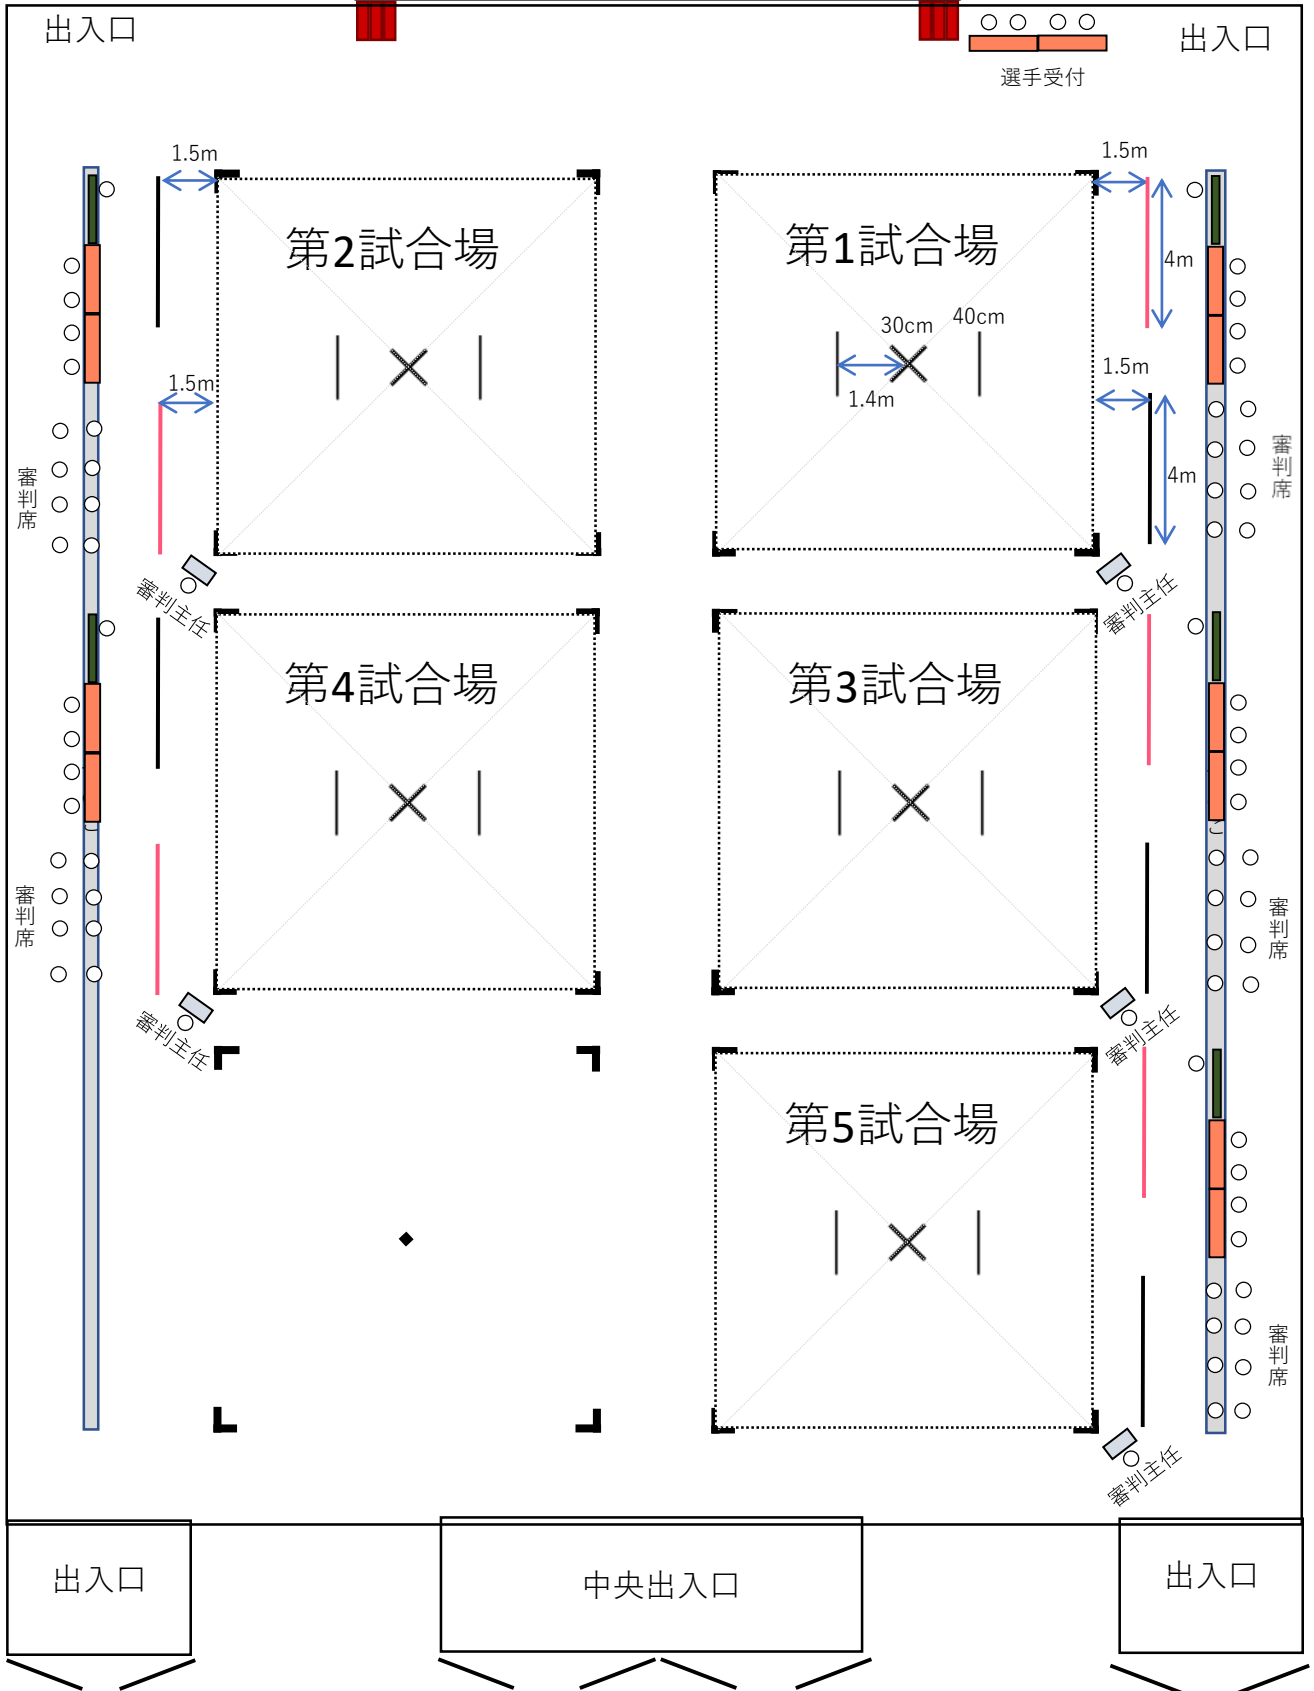 出入口
出入口
選手受付
1.5m
1.5m
第2試合場
第1試合場
4m
30cm
40cm
1.5m
1.5m
1.4m
審判席
審判席
4m
審判主任
審判主任
第4試合場
第3試合場
審判席
審判席
審判主任
審判主任
第5試合場
審判席
審判主任
出入口
中央出入口
出入口